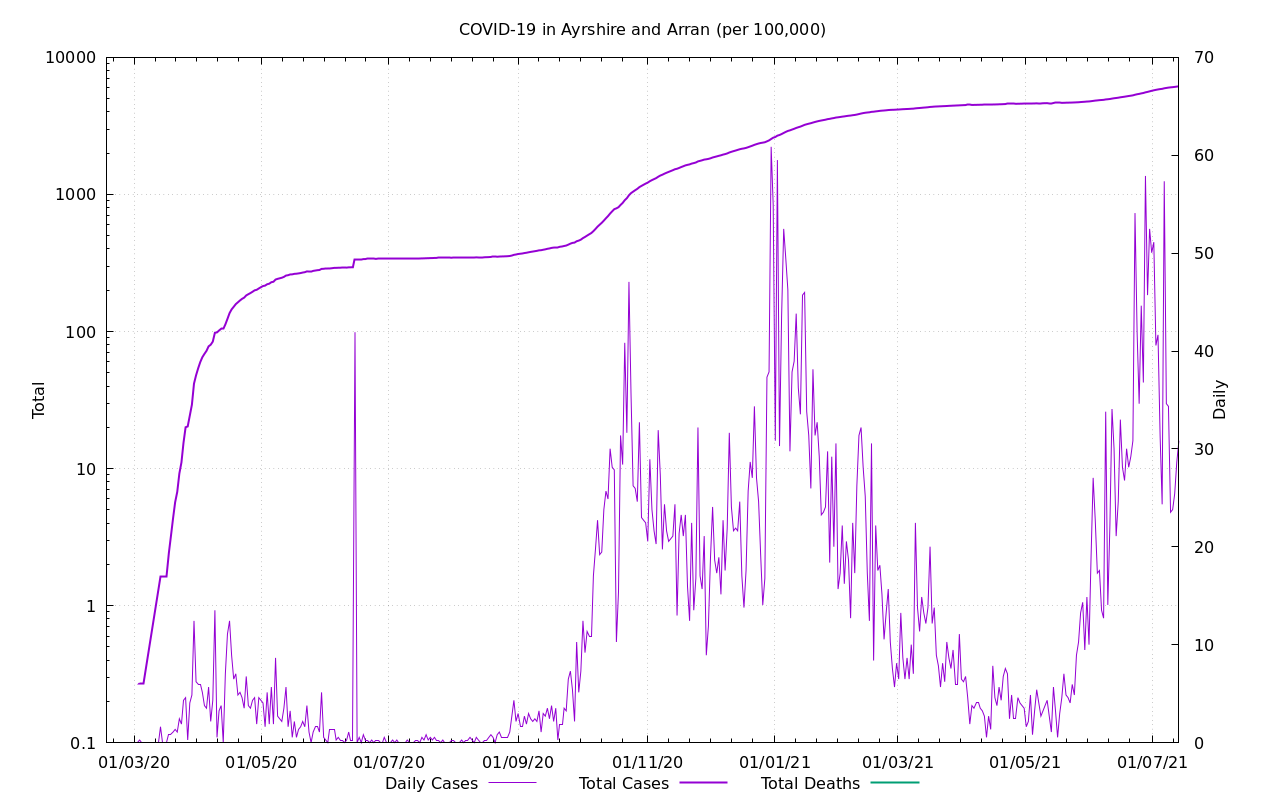 COVID-19 in Ayrshire and Arran (per 100,000)
10000
1000
100
10
1
0.1
Total
70
60
50
40
30
20
10
0
Daily
01/03/20 01/05/20 01/07/20 01/09/20 01/11/20 01/01/21 01/03/21 01/05/21 01/07/21
Daily Cases Total Cases Total Deaths